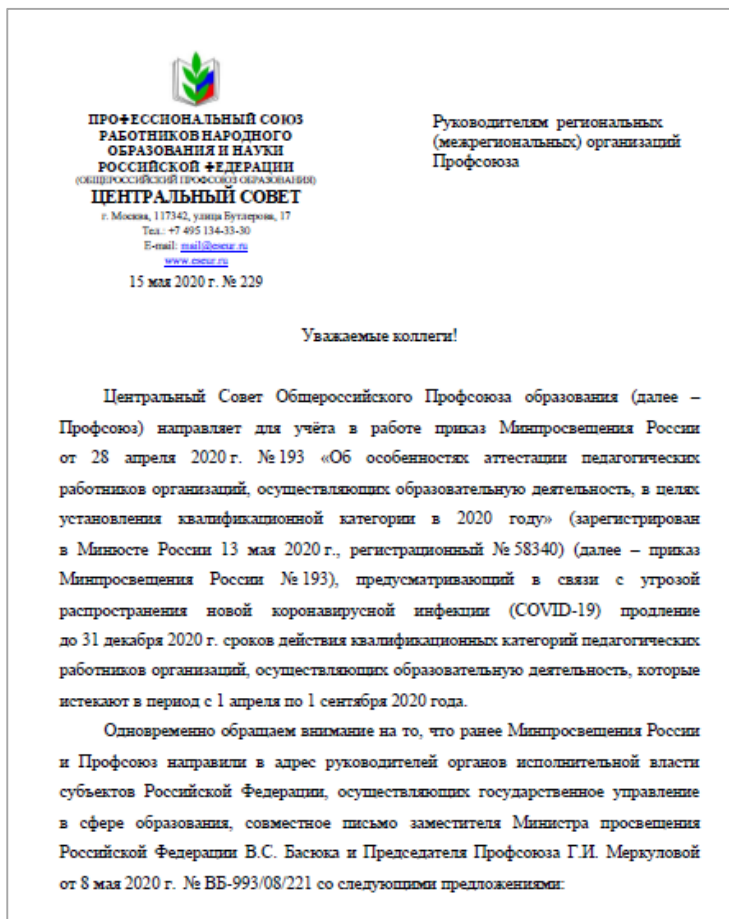 ПРОФЕССИОНАЛЬНЫЙ СОЮЗ
РАБОТНИКОВ НАРОДНОГО
ОБРАЗОВАНИЯ И НАУКИ
РОССИЙСКОЙ ФЕДЕРАЦИИ
(ОБЩЕРОССИЙСКИЙ ПРОФСОЮЗ ОБРАЗОВАНИЯ)
ЦЕНТРАЛЬНЫЙ СОВЕТ
г. Москва, 117342, улица Бутлерова, 17
Тел.: +7 495 134-33-30
E-mail: mail@eseur.ru
www.eseur.ru
15 мая 2020 г. № 229
Руководителям региональных
(межрегиональных) организаций
Профсоюза
Уважаемые коллеги!
Центральный Совет Общероссийского Профсоюза образования (далее –
Профсоюз) направляет для учёта в работе приказ Минпросвещения России
от 28 апреля 2020 г. № 193 «Об особенностях аттестации педагогических
работников организаций, осуществляющих образовательную деятельность, в целях
установления квалификационной категории в 2020 году» (зарегистрирован
в Минюсте России 13 мая 2020 г., регистрационный № 58340) (далее – приказ
Минпросвещения России № 193), предусматривающий в связи с угрозой
распространения новой коронавирусной инфекции (COVID-19) продление
до 31 декабря 2020 г. сроков действия квалификационных категорий педагогических
работников организаций, осуществляющих образовательную деятельность, которые
истекают в период с 1 апреля по 1 сентября 2020 года.
Одновременно обращаем внимание на то, что ранее Минпросвещения России
и Профсоюз направили в адрес руководителей органов исполнительной власти
субъектов Российской Федерации, осуществляющих государственное управление
в сфере образования, совместное письмо заместителя Министра просвещения
Российской Федерации В.С. Басюка и Председателя Профсоюза Г.И. Меркуловой
от 8 мая 2020 г. № ВБ-993/08/221 со следующими предложениями: